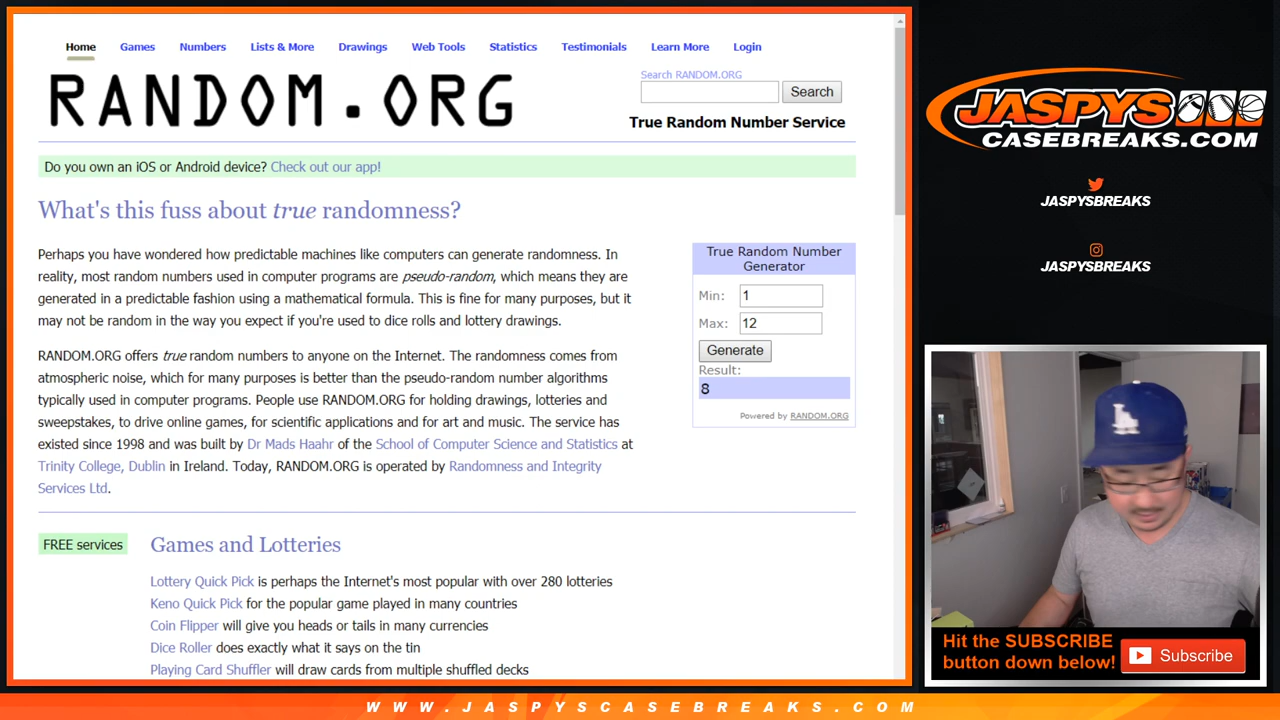 Home Games Numbers Lists & More Drawings Web Tools Statistics Testimonials Learn More Login
RANDOM.ORG
Search RANDOM.ORG
Search
True Random Number Service
Do you own an iOS or Android device? Check out our app!
What's this fuss about true randomness?
Perhaps you have wondered how predictable machines like computers can generate randomness. In
reality, most random numbers used in computer programs are pseudo-random, which means they are
generated in a predictable fashion using a mathematical formula. This is fine for many purposes, but it
may not be random in the way you expect if you're used to dice rolls and lottery drawings.
RANDOM.ORG offers true random numbers to anyone on the Internet. The randomness comes from
atmospheric noise, which for many purposes is better than the pseudo-random number algorithms
typically used in computer programs. People use RANDOM.ORG for holding drawings, lotteries and
sweepstakes, to drive online games, for scientific applications and for art and music. The service has
existed since 1998 and was built by Dr Mads Haahr of the School of Computer Science and Statistics at
Trinity College, Dublin in Ireland. Today, RANDOM.ORG is operated by Randomness and Integrity
Services Ltd.
True Random Number
Generator
Min: 1
Max: 12
Generate
Result:
8
Powered by RANDOM.ORG
FREE services
Games and Lotteries
Lottery Quick Pick is perhaps the Internet's most popular with over 280 lotteries
Keno Quick Pick for the popular game played in many countries
Coin Flipper will give you heads or tails in many currencies
Dice Roller does exactly what it says on the tin
Playing Card Shuffler will draw cards from multiple shuffled decks
JASPYS
CASEBREAKS.COM
JASPYSBREAKS
JASPYSBREAKS
LA
Hit the SUBSCRIBE
button down below!
Subscribe
WWW.JASPYSCASEBREAKS.COM